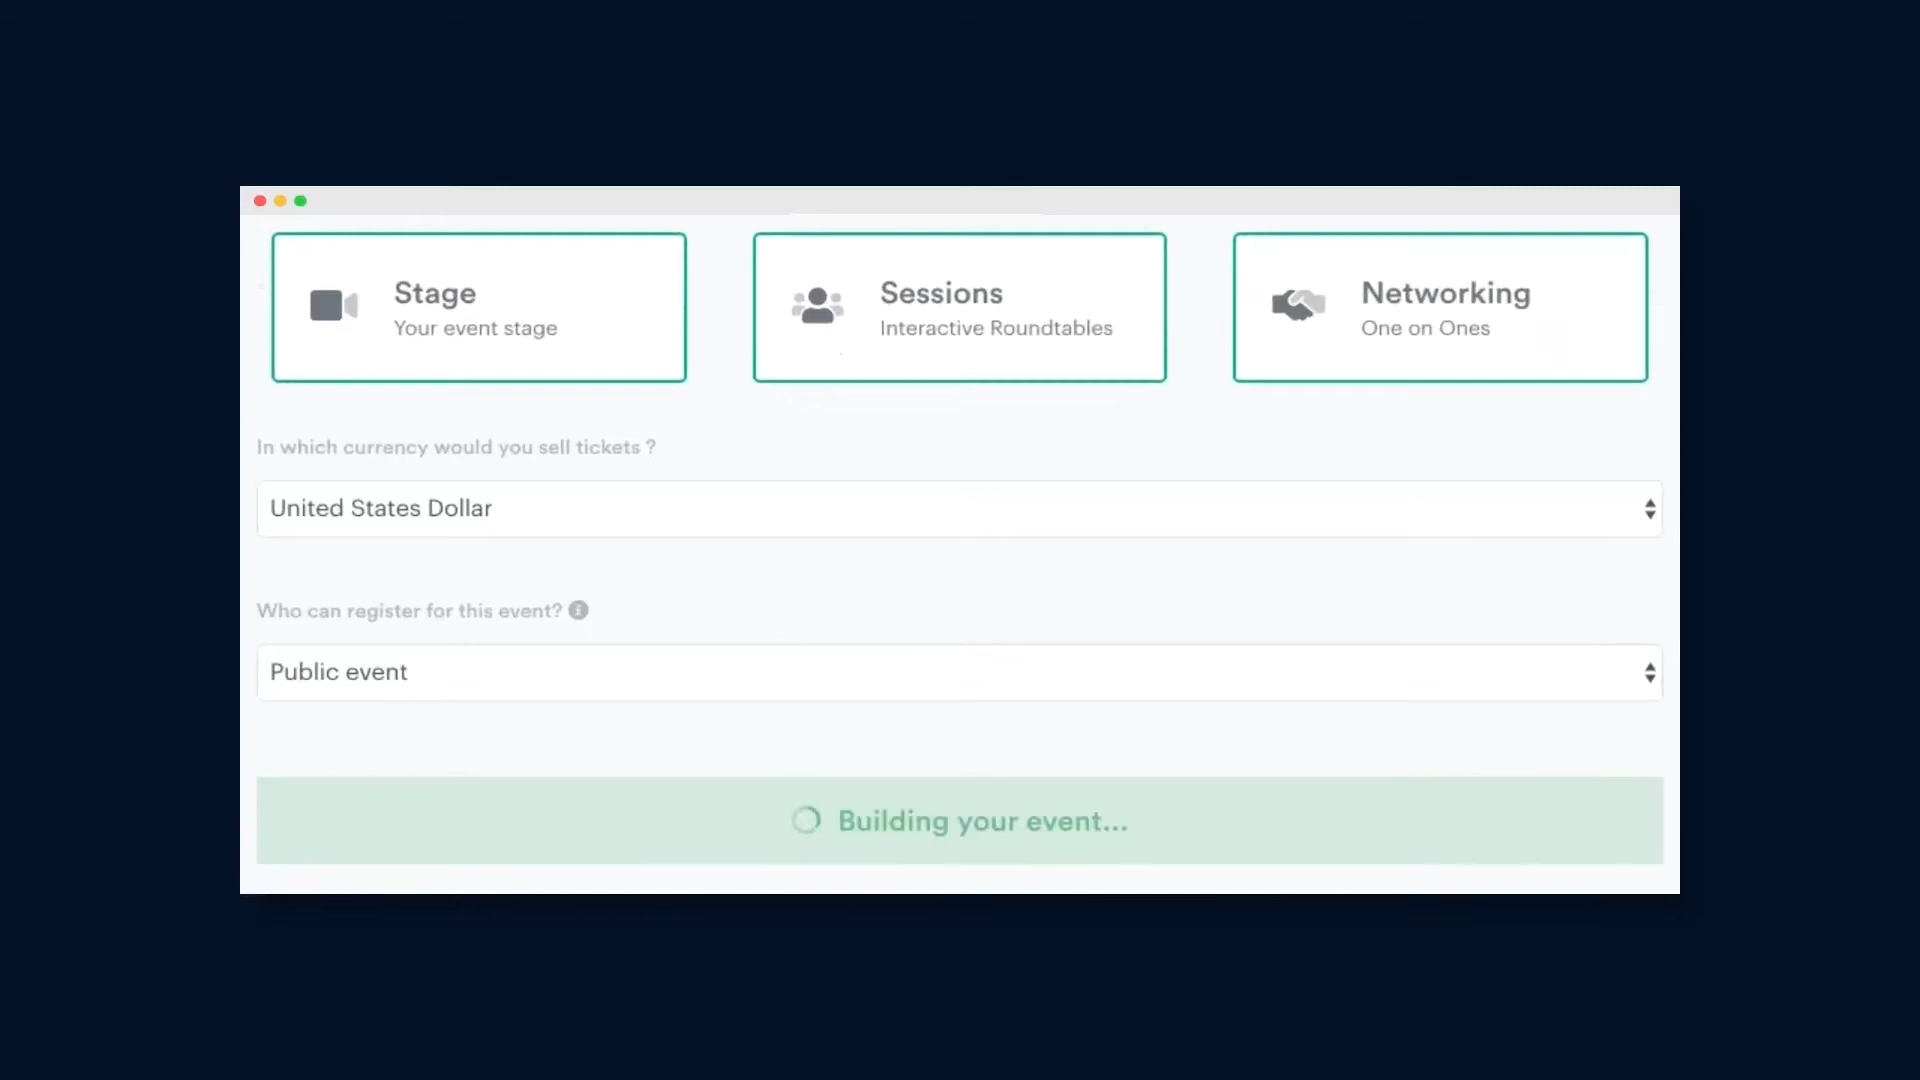 Stage
Your event stage
Sessions
Interactive Roundtables
Networking
One on Ones
In which currency would you sell tickets ?
United States Dollar
Who can register for this event?
Public event
Building your event...